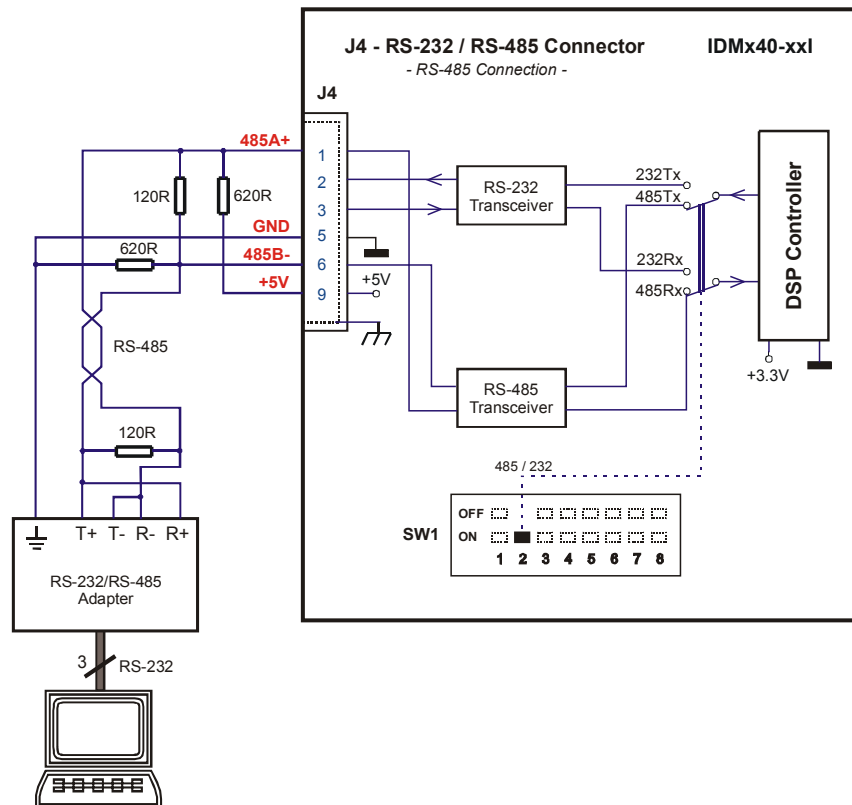 J4 - RS-232 / RS-485 Connector IDMx40-xxI
- RS-485 Connection -
J4
485A+
1
2
3
5
6
9
120R
620R
GND
620R
485B-
+5V
+5V
RS-232
Transceiver
232Tx
485Tx
232Rx
485Rx
DSP Controller
+3.3V
RS-485
RS-485
Transceiver
120R
485 / 232
SW1
OFF
ON
1 2 3 4 5 6 7 8
T+ T- R- R+
RS-232/RS-485
Adapter
3
RS-232